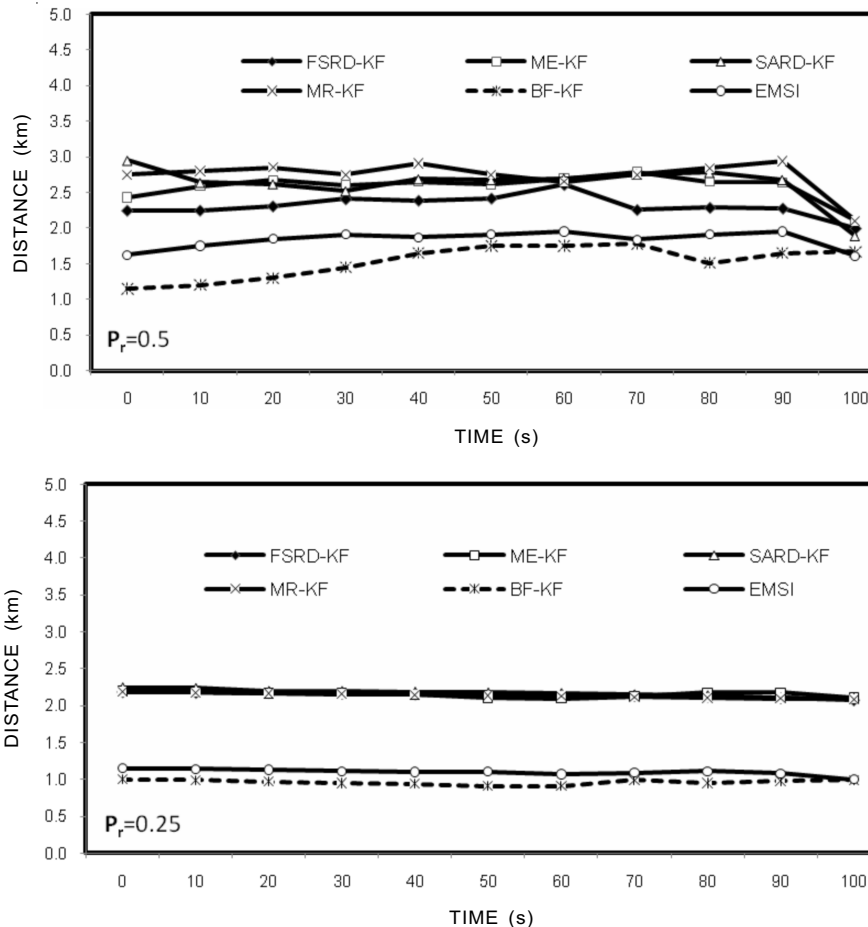 5.0
FSRD-KF ME-KF SARD-KF
MR-KF BF-KF EMSI
4.5
4.0
3.5
3.0
2.5
2.0
1.5
1.0
0.5
0.0
DISTANCE (km)
Pr=0.5
0 10 20 30 40 50 60 70 80 90 100
TIME (s)
5.0
4.5
4.0
3.5
3.0
2.5
2.0
1.5
1.0
0.5
0.0
DISTANCE (km)
FSRD-KF ME-KF SARD-KF
MR-KF BF-KF EMSI
Pr=0.25
0 10 20 30 40 50 60 70 80 90 100
TIME (s)